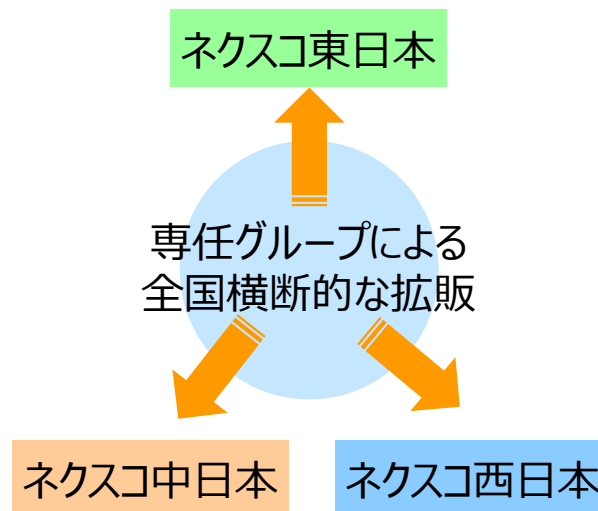 ネクスコ東日本
専任グループによる
全国横断的な拡販
ネクスコ中日本
ネクスコ西日本